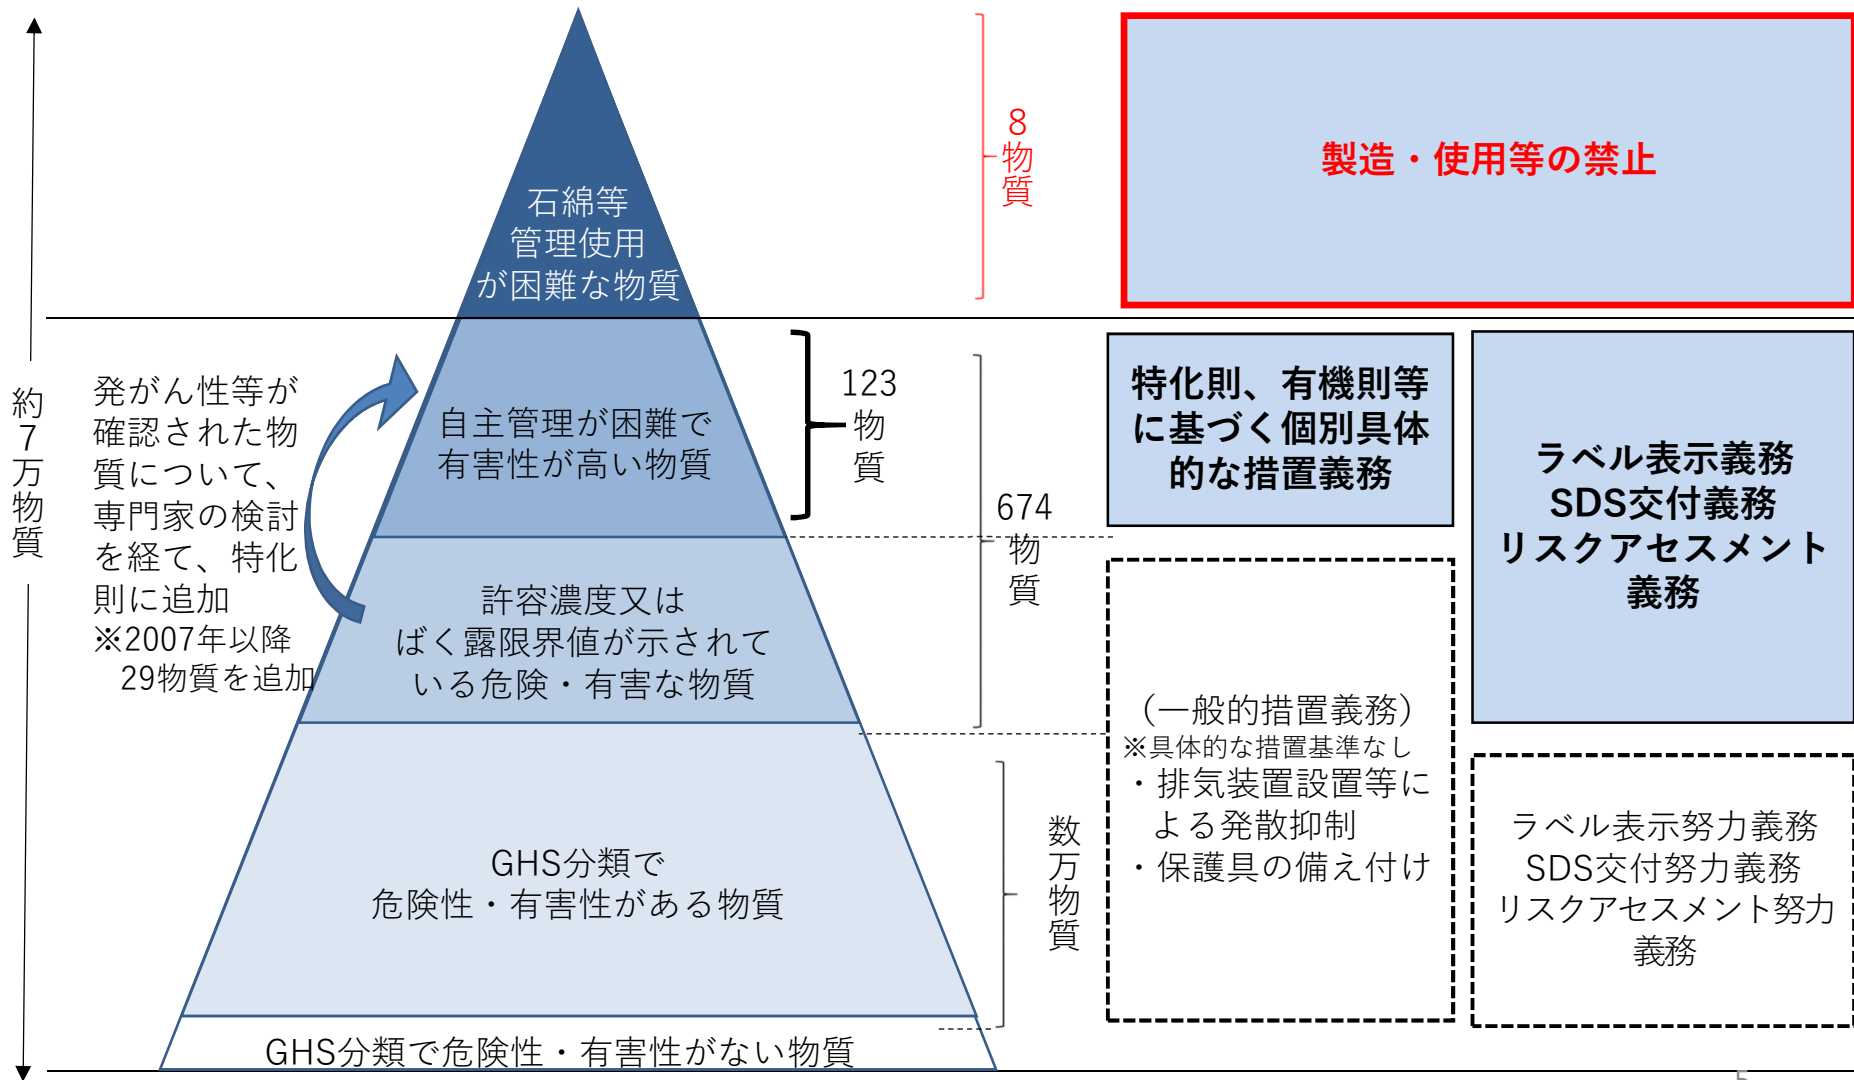 約7万物質
石綿等
管理使用
が困難な物質
8物質
製造・使用等の禁止
発がん性等が
確認された物
質について、
専門家の検討
を経て、特化
則に追加
※2007年以降
29物質を追加
自主管理が困難で
有害性が高い物質
123
物質
674
物質
特化則、有機則等
に基づく個別具体
的な措置義務
ラベル表示義務
SDS交付義務
リスクアセスメント
義務
許容濃度又は
ばく露限界値が示されて
いる危険・有害な物質
（一般的措置義務）
※具体的な措置基準なし
・排気装置設置等に
よる発散抑制
・保護具の備え付け
GHS分類で
危険性・有害性がある物質
数万物質
ラベル表示努力義務
SDS交付努力義務
リスクアセスメント努力
義務
GHS分類で危険性・有害性がない物質